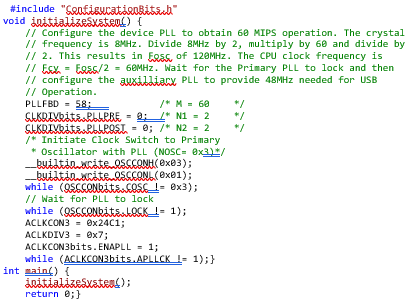 #include "ConfigurationBits.h"
void initializeSystem() {
// Configure the device PLL to obtain 60 MIPS operation. The crystal
// frequency is 8MHz. Divide 8MHz by 2, multiply by 60 and divide by
// 2. This results in Fosc of 120MHz. The CPU clock frequency is
// Fcy = Fosc/2 = 60MHz. Wait for the Primary PLL to lock and then
// configure the auxilliary PLL to provide 48MHz needed for USB
// Operation.
PLLFBD = 58; /* M = 60 */
CLKDIVbits.PLLPRE = 0; /* N1 = 2 */
CLKDIVbits.PLLPOST = 0; /* N2 = 2 */
/* Initiate Clock Switch to Primary
* Oscillator with PLL (NOSC= 0x3)*/
__builtin_write_OSCCONH(0x03);
__builtin_write_OSCCONL(0x01);
while (OSCCONbits.COSC != 0x3);
// Wait for PLL to lock
while (OSCCONbits.LOCK != 1);
ACLKCON3 = 0x24C1;
ACLKDIV3 = 0x7;
ACLKCON3bits.ENAPLL = 1;
while (ACLKCON3bits.APLLCK != 1);}
int main() {
initializeSystem();
return 0;}